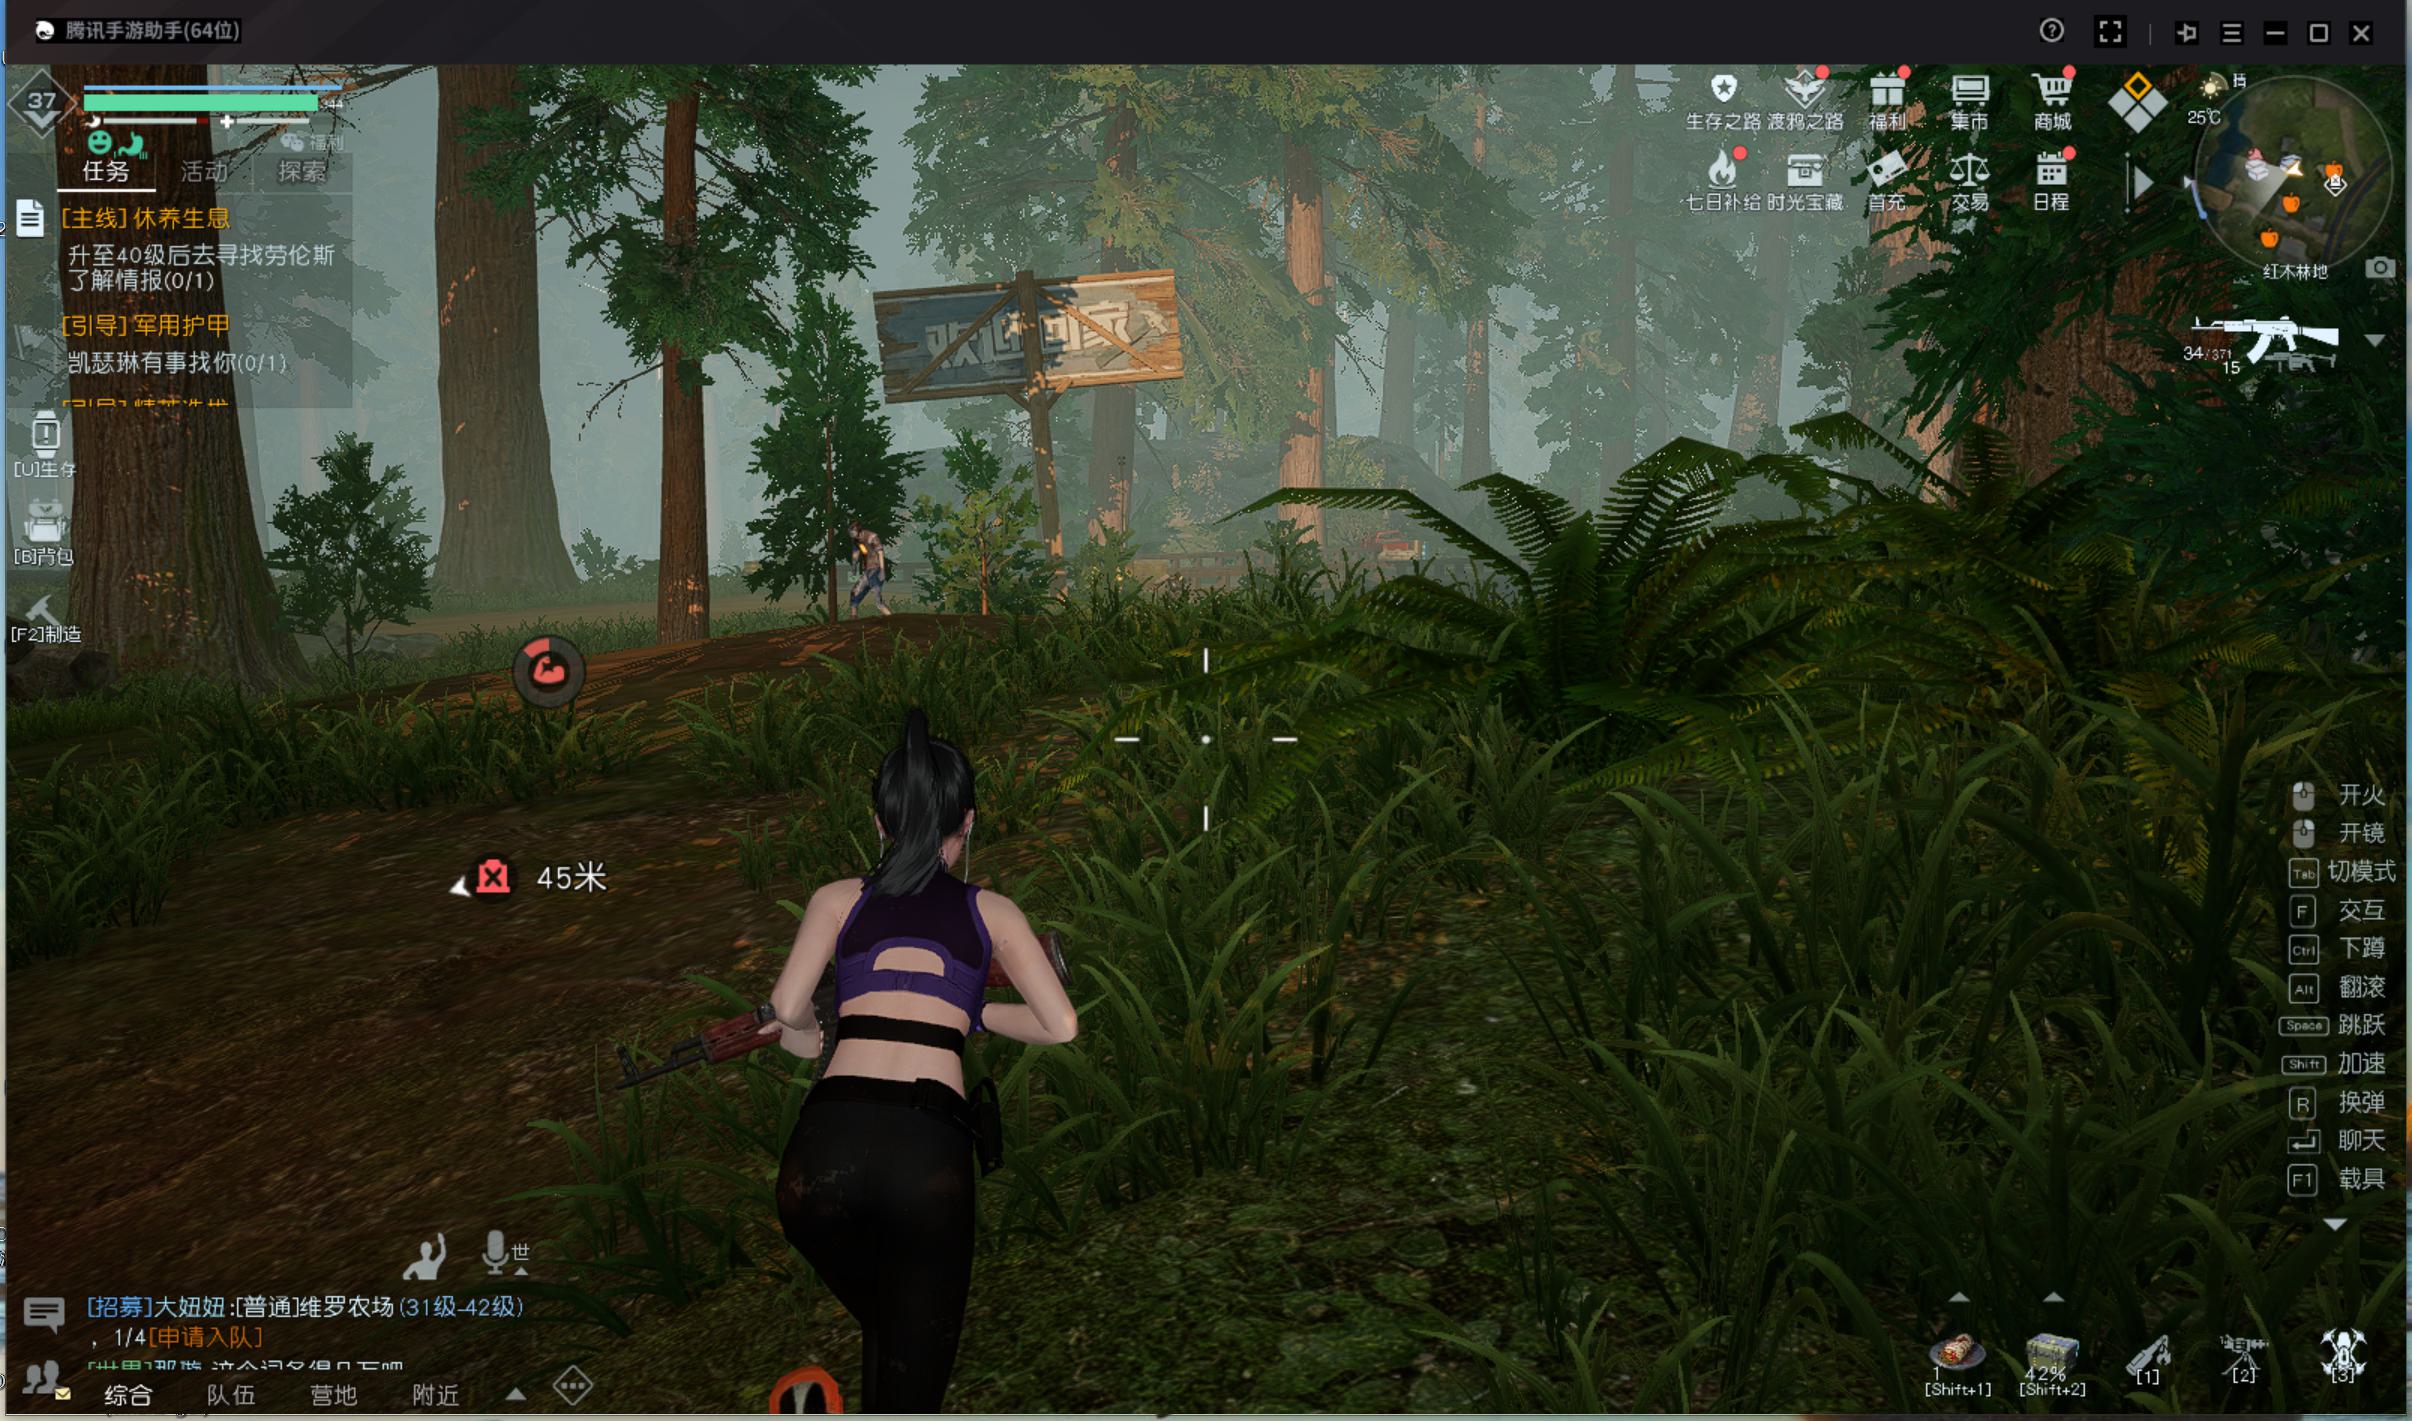 腾讯手游助手(64位)
37
344
福利
任务 活动 探索
[主线] 休养生息
升至40级后去寻找劳伦斯
了解情报(0/1)
[引导] 军用护甲
凯瑟琳有事找你(0/1)
[U]生存
[B]背包
[F2]制造
生存之路 渡鸦之路 福利 集市 商城
七日补给 时光宝藏 首充 交易 日程
晴
25℃
红木林地
34/371
15
欢迎回家
45米
开火
开镜
Tab 切模式
F 交互
Ctrl 下蹲
Alt 翻滚
Space 跳跃
Shift 加速
R 换弹
聊天
F1 载具
世
[招募]大妞妞:[普通]维罗农场(31级-42级)
，1/4[申请入队]
综合 队伍 营地 附近
1
[Shift+1]
42%
[Shift+2]
[1]
[2]
[3]